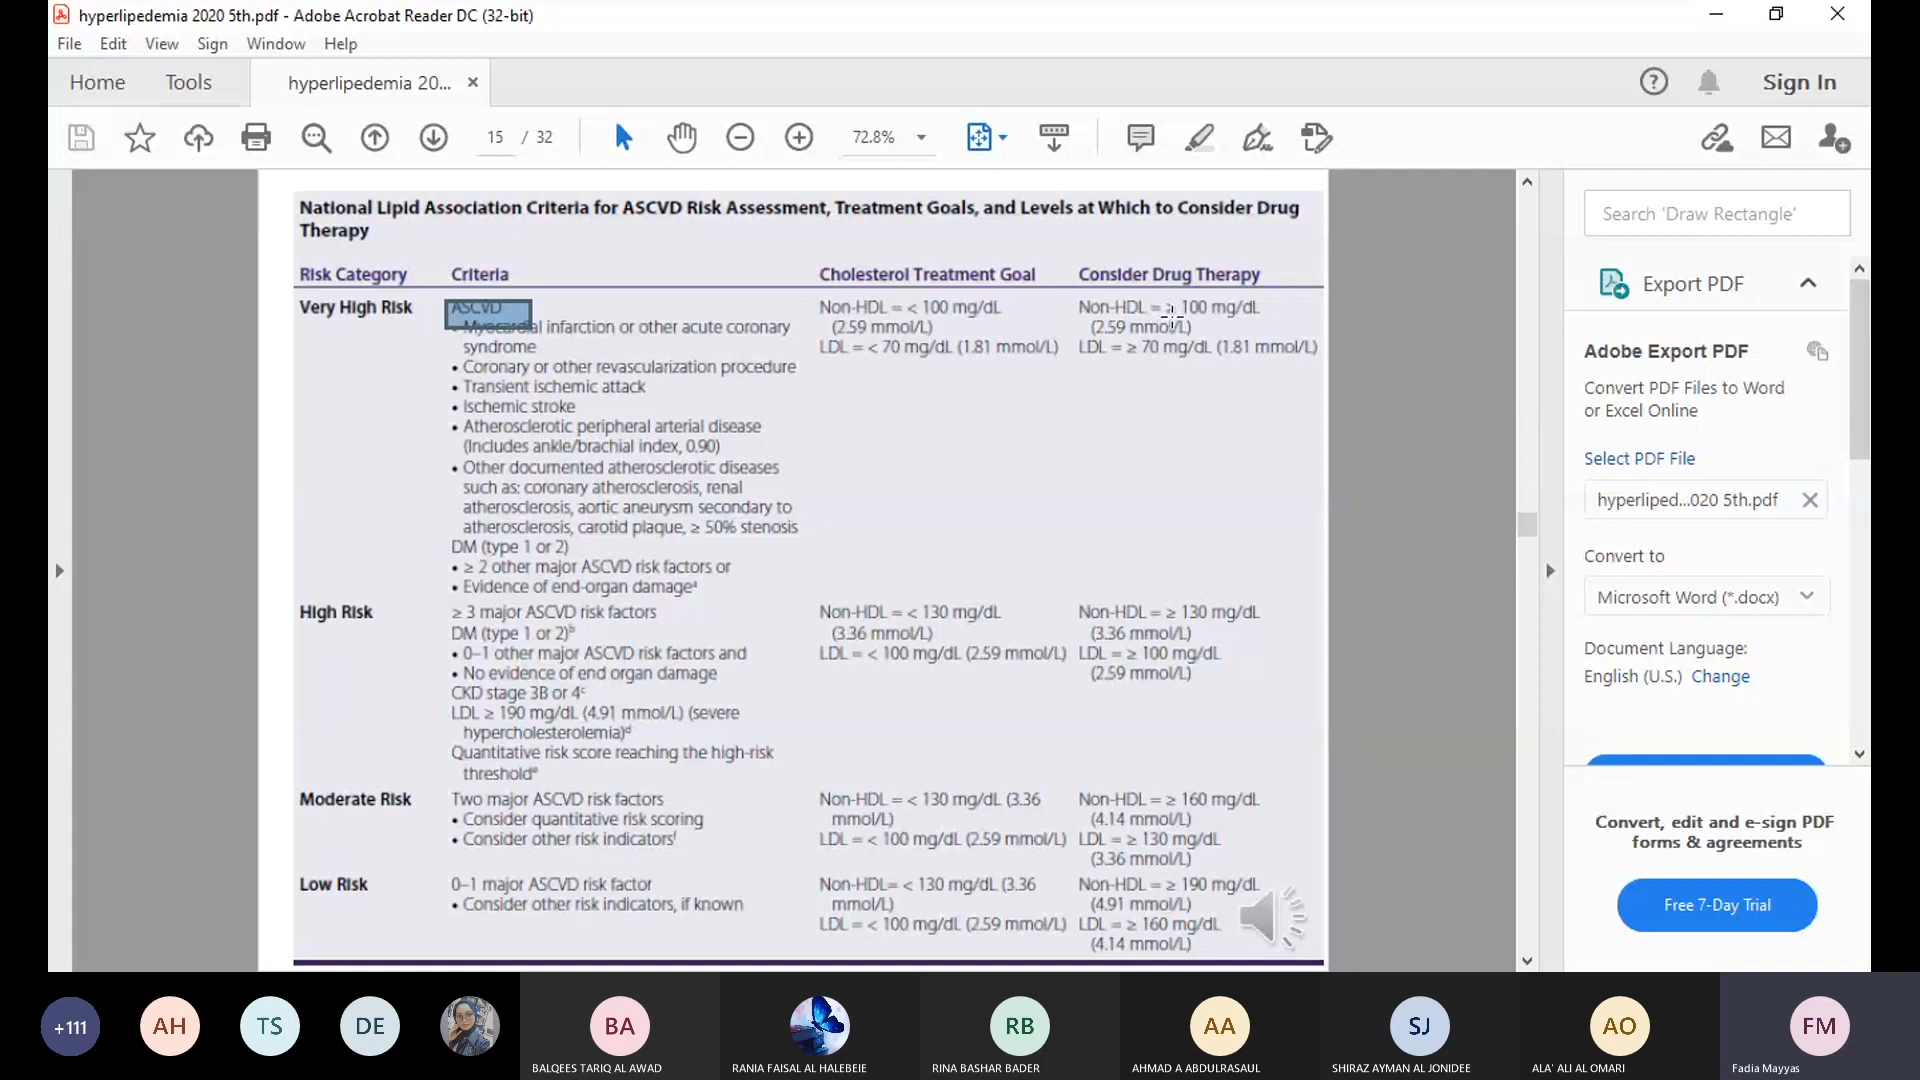 hyperlipedemia 2020 5th.pdf - Adobe Acrobat Reader DC (32-bit)
File Edit View Sign Window Help
Home Tools hyperlipedemia 20... × Sign In
15 / 32 72.8%
National Lipid Association Criteria for ASCVD Risk Assessment, Treatment Goals, and Levels at Which to Consider Drug
Therapy
Risk Category Criteria Cholesterol Treatment Goal Consider Drug Therapy
Very High Risk ASCVD Non-HDL = < 100 mg/dL Non-HDL = ≥ 100 mg/dL
• Myocardial infarction or other acute coronary (2.59 mmol/L) (2.59 mmol/L)
syndrome LDL = < 70 mg/dL (1.81 mmol/L) LDL = ≥ 70 mg/dL (1.81 mmol/L)
• Coronary or other revascularization procedure
• Transient ischemic attack
• Ischemic stroke
• Atherosclerotic peripheral arterial disease
(Includes ankle/brachial index, 0.90)
• Other documented atherosclerotic diseases
such as: coronary atherosclerosis, renal
atherosclerosis, aortic aneurysm secondary to
atherosclerosis, carotid plaque, ≥ 50% stenosis
DM (type 1 or 2)
• ≥ 2 other major ASCVD risk factors or
• Evidence of end-organ damageᵃ
High Risk ≥ 3 major ASCVD risk factors Non-HDL = < 130 mg/dL Non-HDL = ≥ 130 mg/dL
DM (type 1 or 2)ᵇ (3.36 mmol/L) (3.36 mmol/L)
• 0–1 other major ASCVD risk factors and LDL = < 100 mg/dL (2.59 mmol/L) LDL = ≥ 100 mg/dL
• No evidence of end organ damage (2.59 mmol/L)
CKD stage 3B or 4ᶜ
LDL ≥ 190 mg/dL (4.91 mmol/L) (severe
hypercholesterolemia)ᵈ
Quantitative risk score reaching the high-risk
thresholdᵉ
Moderate Risk Two major ASCVD risk factors Non-HDL = < 130 mg/dL (3.36 Non-HDL = ≥ 160 mg/dL
• Consider quantitative risk scoring mmol/L) (4.14 mmol/L)
• Consider other risk indicatorsᶠ LDL = < 100 mg/dL (2.59 mmol/L) LDL = ≥ 130 mg/dL
(3.36 mmol/L)
Low Risk 0–1 major ASCVD risk factor Non-HDL= < 130 mg/dL (3.36 Non-HDL = ≥ 190 mg/dL
• Consider other risk indicators, if known mmol/L) (4.91 mmol/L)
LDL = < 100 mg/dL (2.59 mmol/L) LDL = ≥ 160 mg/dL
(4.14 mmol/L)
Search 'Draw Rectangle'
Export PDF
Adobe Export PDF
Convert PDF Files to Word
or Excel Online
Select PDF File
hyperliped...020 5th.pdf
Convert to
Microsoft Word (*.docx)
Document Language:
English (U.S.) Change
Convert, edit and e-sign PDF
forms & agreements
Free 7-Day Trial
+111 AH TS DE BA RB AA SJ AO FM
BALQEES TARIQ AL AWAD RANIA FAISAL AL HALEBEIE RINA BASHAR BADER AHMAD A ABDULRASAUL SHIRAZ AYMAN AL JONIDEE ALA' ALI AL OMARI Fadia Mayyas